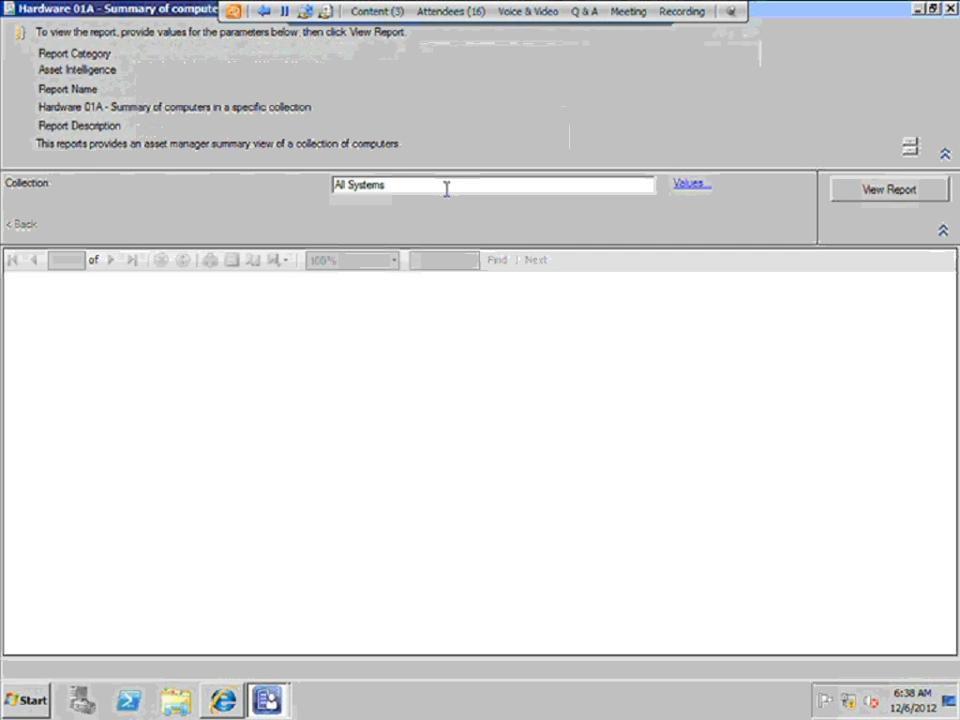 Hardware 01A - Summary of compute
Content (3) Attendees (16) Voice & Video Q & A Meeting Recording
To view the report, provide values for the parameters below, then click View Report.
Report Category
Asset Intelligence
Report Name
Hardware 01A - Summary of computers in a specific collection
Report Description
This reports provides an asset manager summary view of a collection of computers.
Collection: All Systems Values... View Report
< Back
of 100% Find | Next
Start 6:38 AM
12/6/2012